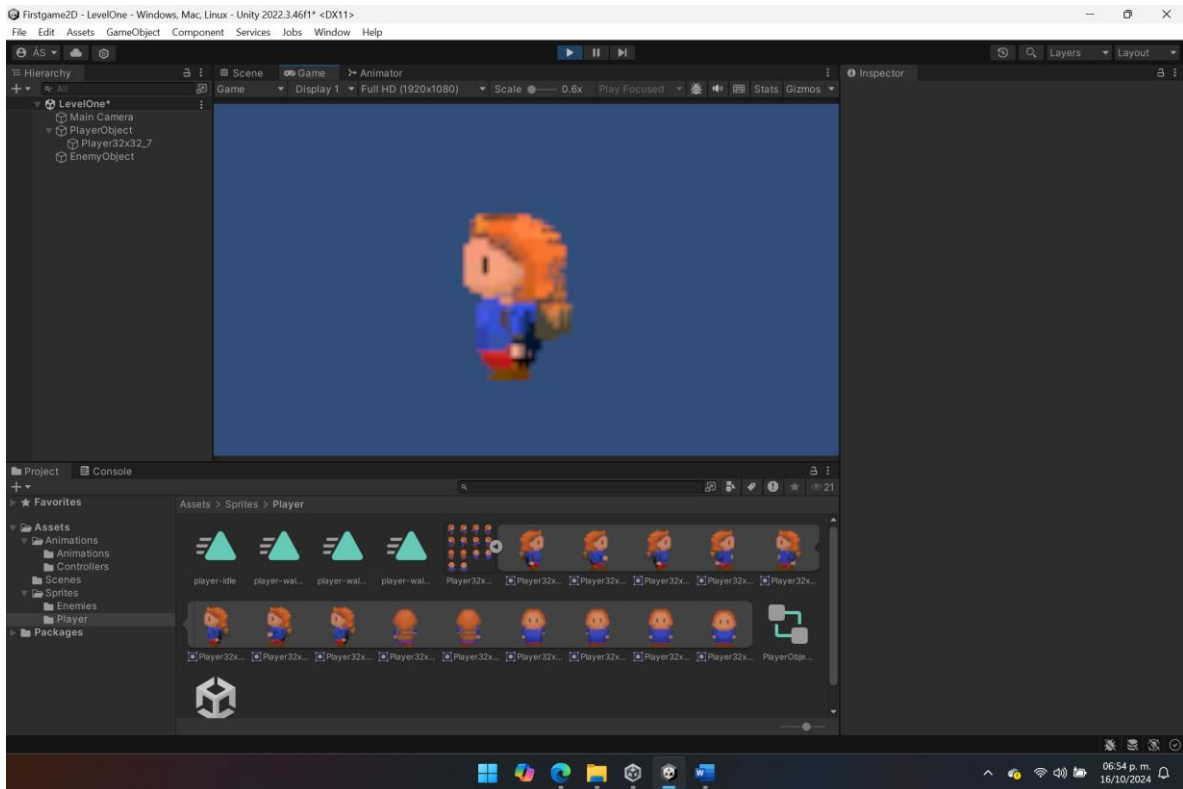 Firstgame2D - LevelOne - Windows, Mac, Linux - Unity 2022.3.46f1* <DX11>
File Edit Assets GameObject Component Services Jobs Window Help
ÁS
Layers Layout
Hierarchy
All
LevelOne*
Main Camera
PlayerObject
Player32x32_7
EnemyObject
Scene Game Animator
Game Display 1 Full HD (1920x1080) Scale 0.6x Play Focused Stats Gizmos
Inspector
Project Console
21
Favorites
Assets
Animations
Animations
Controllers
Scenes
Sprites
Enemies
Player
Packages
Assets > Sprites > Player
player-idle player-wal... player-wal... player-wal... Player32x... Player32x... Player32x... Player32x... Player32x... Player32x...
Player32x... Player32x... Player32x... Player32x... Player32x... Player32x... Player32x... Player32x... Player32x... PlayerObje...
06:54 p. m.
16/10/2024